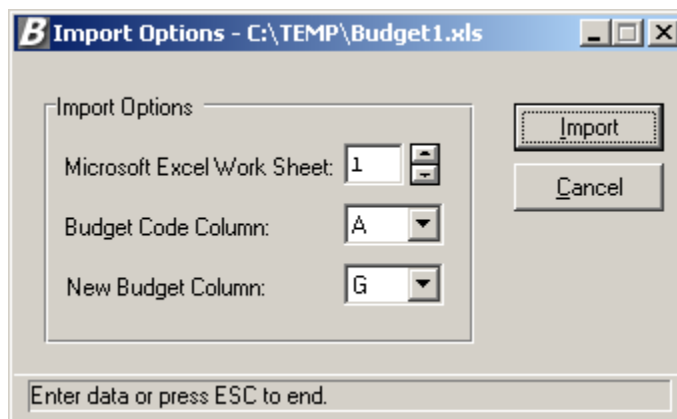 B Import Options - C:\TEMP\Budget1.xls
Import Options
Microsoft Excel Work Sheet: 1
Budget Code Column: A
New Budget Column: G
Import
Cancel
Enter data or press ESC to end.